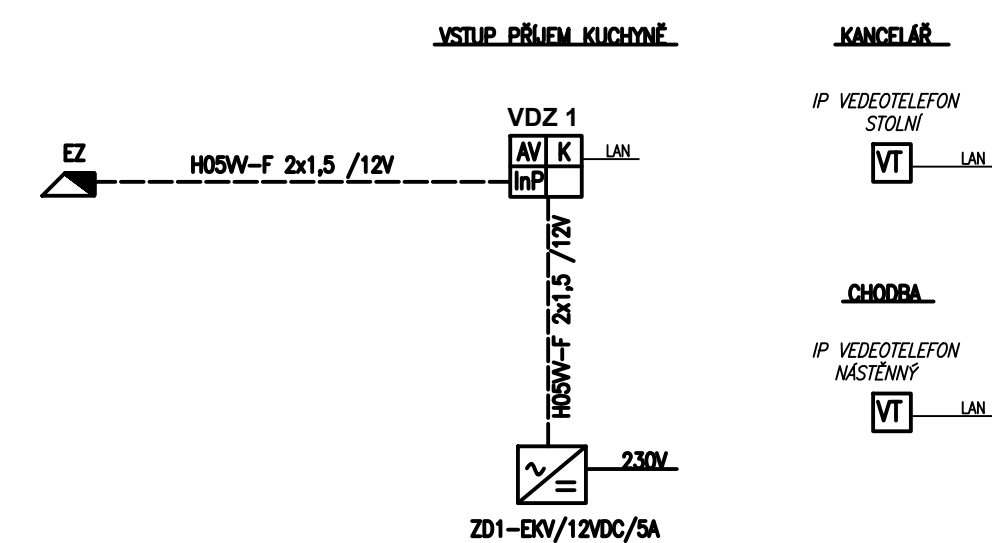 VSTUP PŘÍJEM KUCHYNĚ
KANCELÁŘ
IP VEDEOTELEFON
STOLNÍ
VT
LAN
VDZ 1
AV K
InP
LAN
EZ
H05VV-F 2x1,5 /12V
H05VV-F 2x1,5 /12V
CHODBA
IP VEDEOTELEFON
NÁSTĚNNÝ
VT
LAN
230V
ZD1-EKV/12VDC/5A